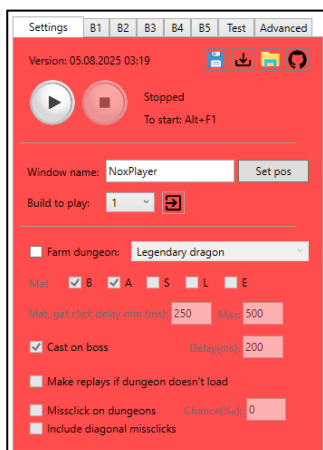 Settings B1 B2 B3 B4 B5 Test Advanced
Version: 05.08.2025 03:19
Stopped
To start: Alt+F1
Window name: NoxPlayer Set pos
Build to play: 1
Farm dungeon: Legendary dragon
Mat B A S L E
Mat, get click delay min (ms): 250 Max: 500
Cast on boss Delay(ms): 200
Make replays if dungeon doesn't load
Missclick on dungeons Chance(‰): 0
Include diagonal missclicks